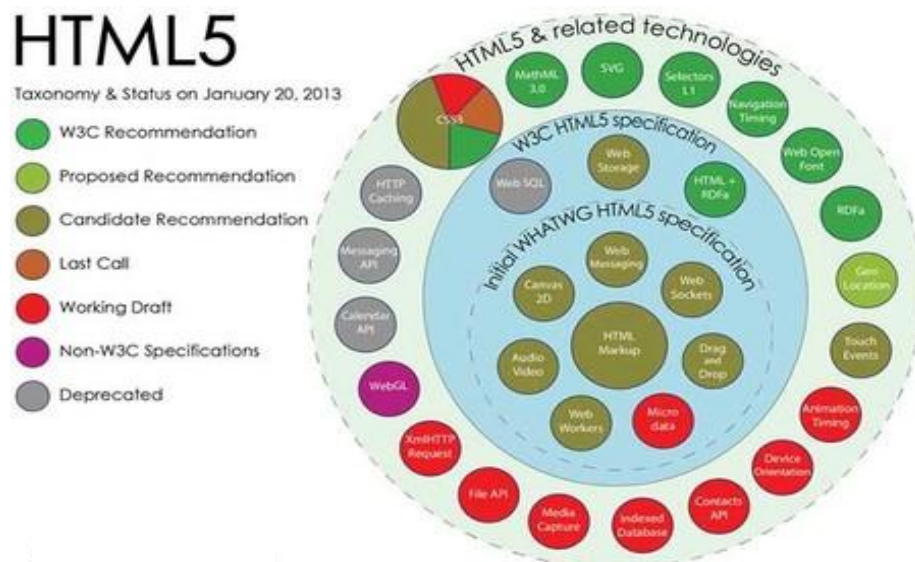 HTML5
Taxonomy & Status on January 20, 2013
W3C Recommendation
Proposed Recommendation
Candidate Recommendation
Last Call
Working Draft
Non-W3C Specifications
Deprecated
HTML5 & related technologies
CSS3
MathML
3.0
SVG
Selectors
L1
Navigation
Timing
Web Open
Font
RDFa
Geo
Location
Touch
Events
Animation
Timing
Device
Orientation
Contacts
API
Indexed
Database
Media
Capture
File API
XmlHTTP
Request
WebGL
Calendar
API
Messaging
API
HTTP
Caching
W3C HTML5 specification
Web SQL
Web
Storage
HTML +
RDFa
Initial WHATWG HTML5 specification
Web
Messaging
Canvas
2D
Web
Sockets
HTML
Markup
Audio
Video
Drag
and
Drop
Web
Workers
Micro
data